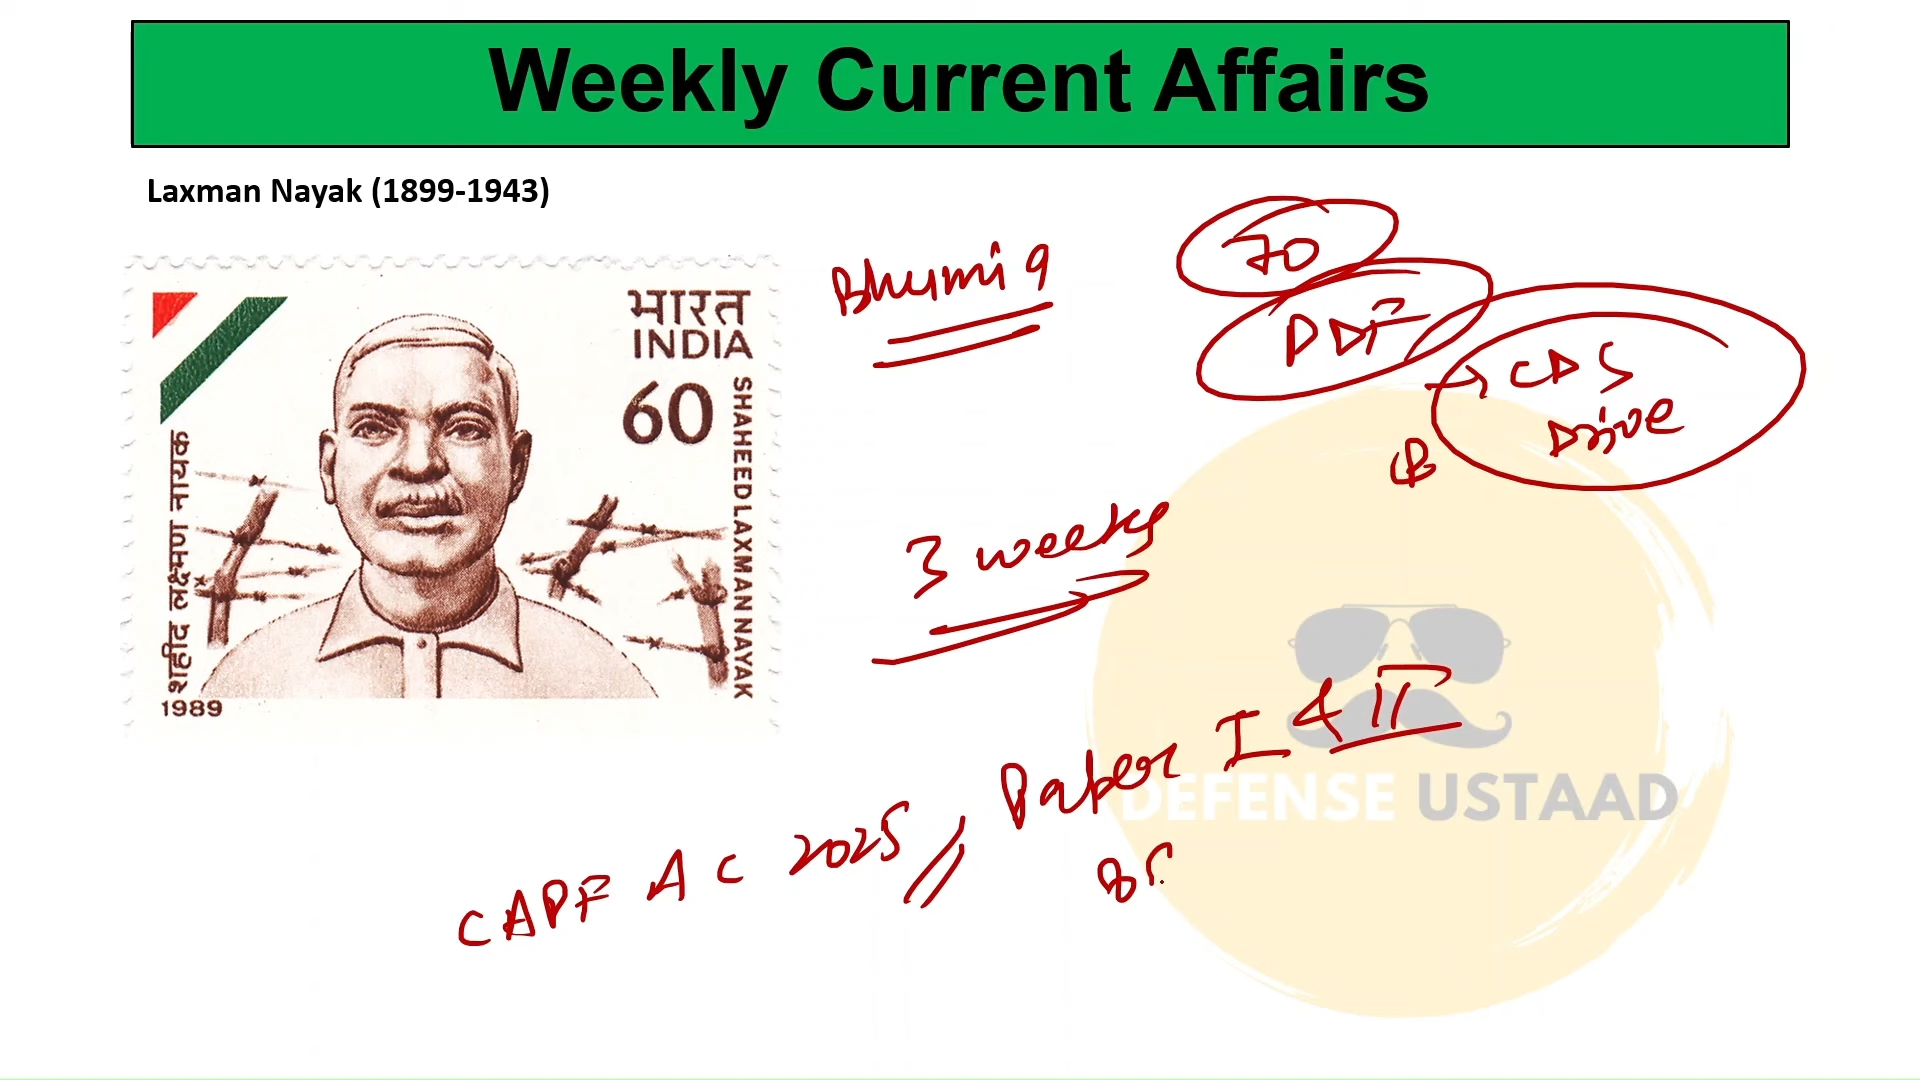 Weekly Current Affairs
Laxman Nayak (1899-1943)
भारत
INDIA
60
SHAHEED LAXMAN NAYAK
शहीद लक्ष्मण नायक
1989
Bhumi 9
70
PDF
→ CDS
Drive
3 weeks
Paper I & II
CAPF AC 2025
DEFENSE USTAAD